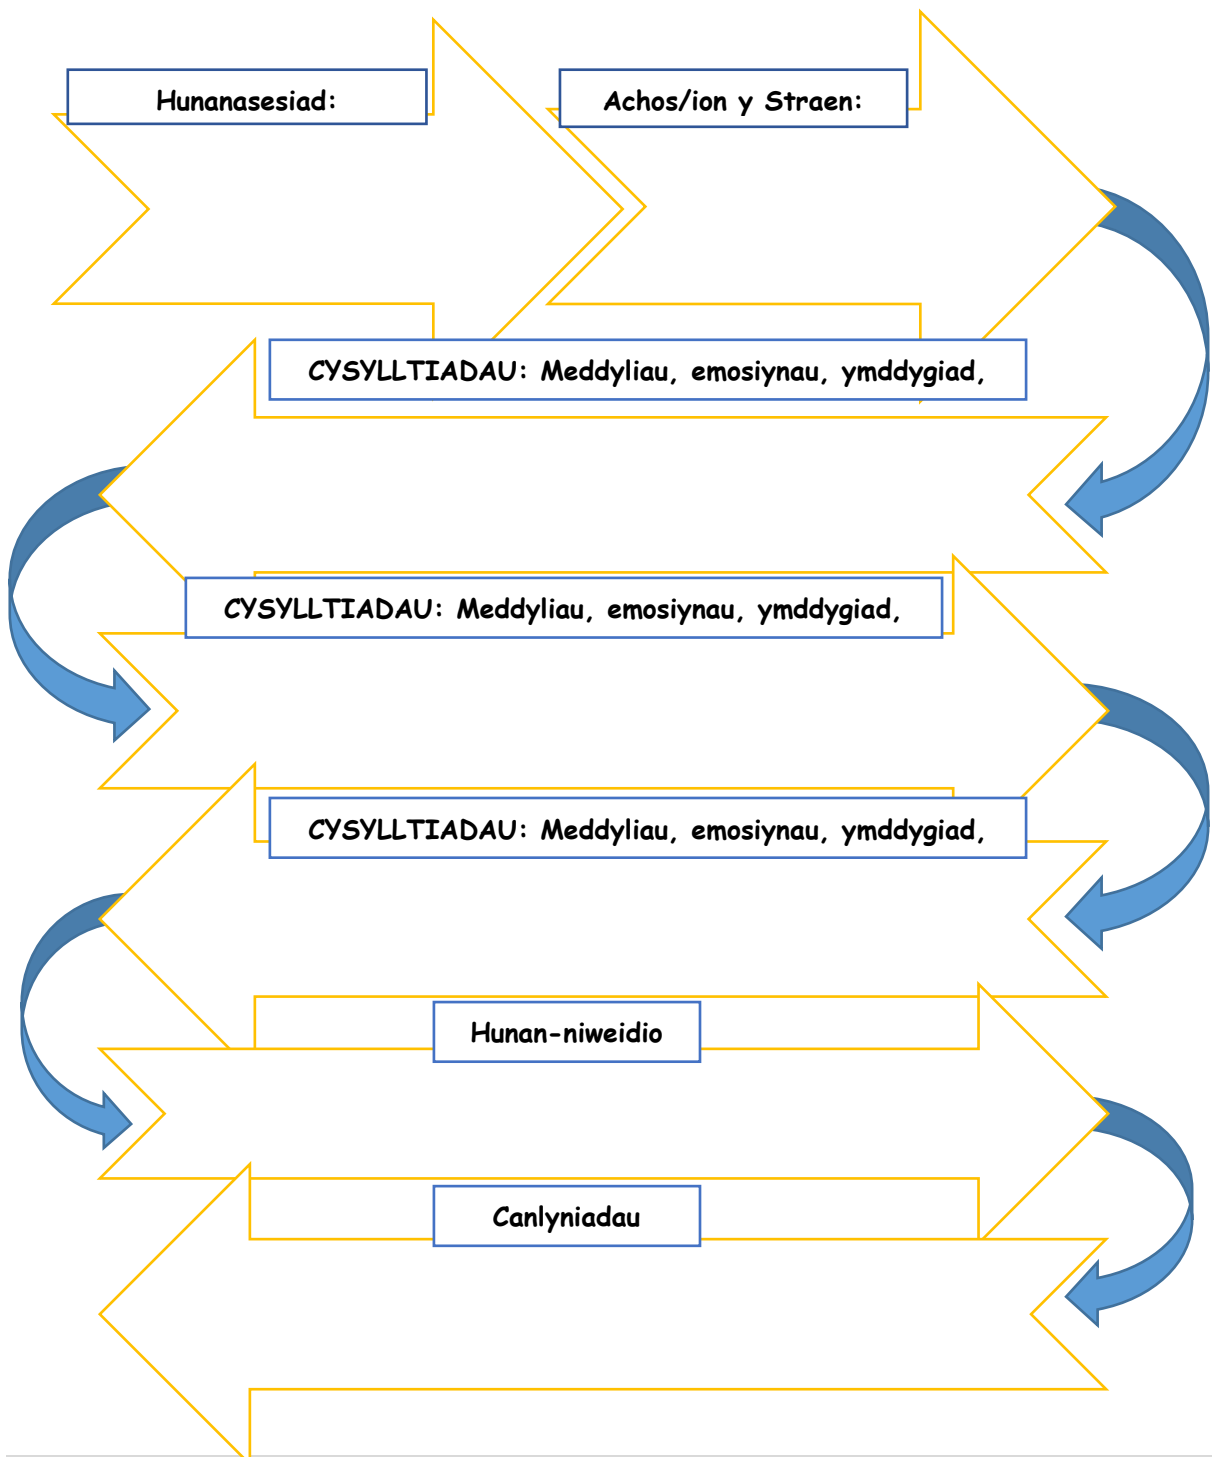 Hunanasesiad:
Achos/ion y Straen:
CYSYLLTIADAU: Meddyliau, emosiynau, ymddygiad,
CYSYLLTIADAU: Meddyliau, emosiynau, ymddygiad,
CYSYLLTIADAU: Meddyliau, emosiynau, ymddygiad,
Hunan-niweidio
Canlyniadau